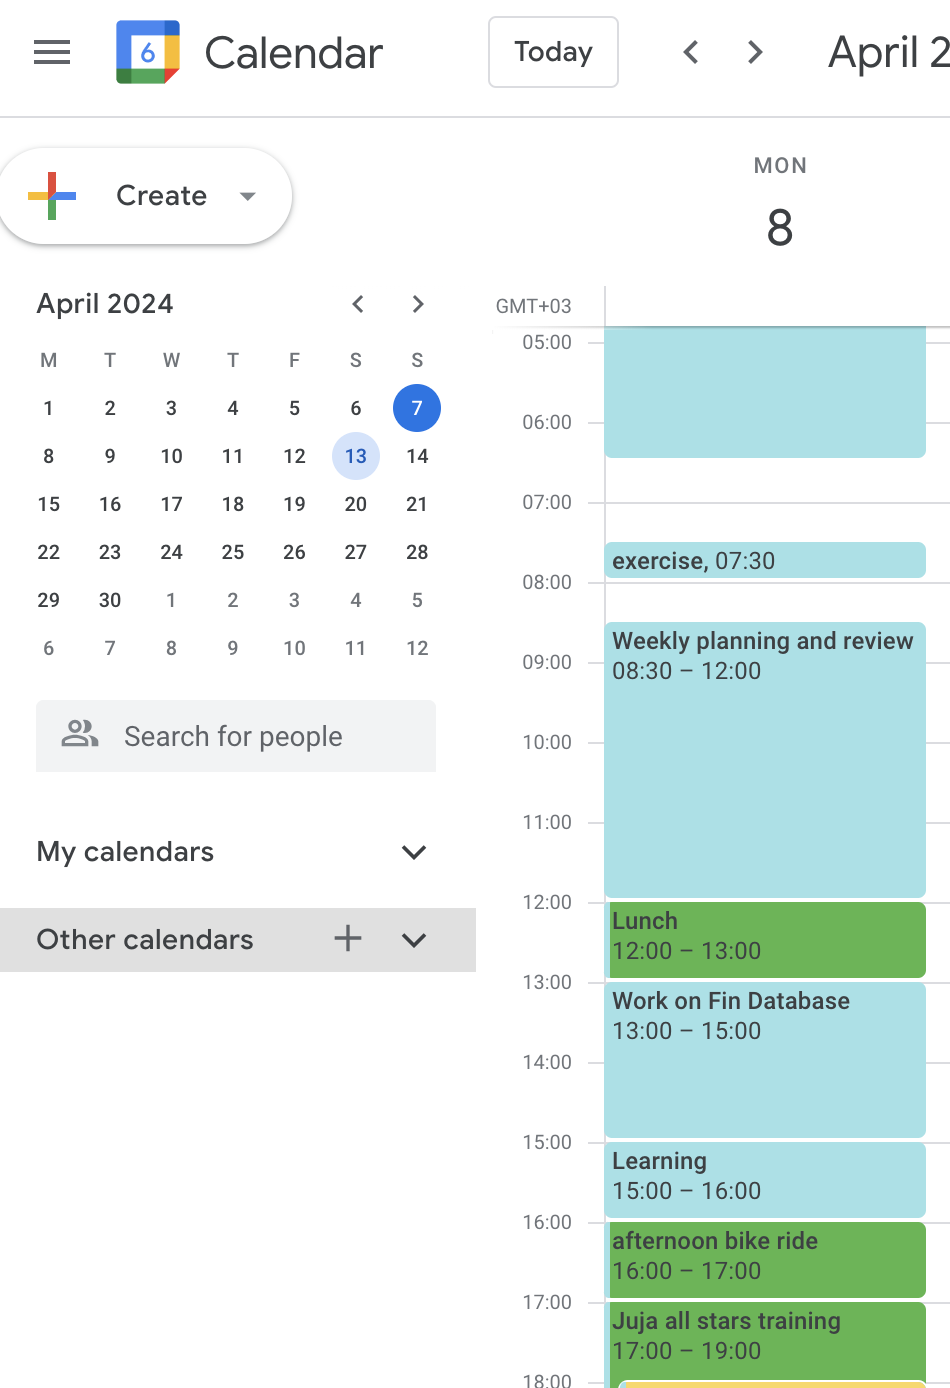 6 Calendar Today April 2
Create
MON
8
April 2024
M T W T F S S
1 2 3 4 5 6 7
8 9 10 11 12 13 14
15 16 17 18 19 20 21
22 23 24 25 26 27 28
29 30 1 2 3 4 5
6 7 8 9 10 11 12
Search for people
My calendars
Other calendars
GMT+03
05:00
06:00
07:00
exercise, 07:30
08:00
Weekly planning and review
08:30 – 12:00
09:00
10:00
11:00
12:00
Lunch
12:00 – 13:00
13:00
Work on Fin Database
13:00 – 15:00
14:00
15:00
Learning
15:00 – 16:00
16:00
afternoon bike ride
16:00 – 17:00
17:00
Juja all stars training
17:00 – 19:00
18:00